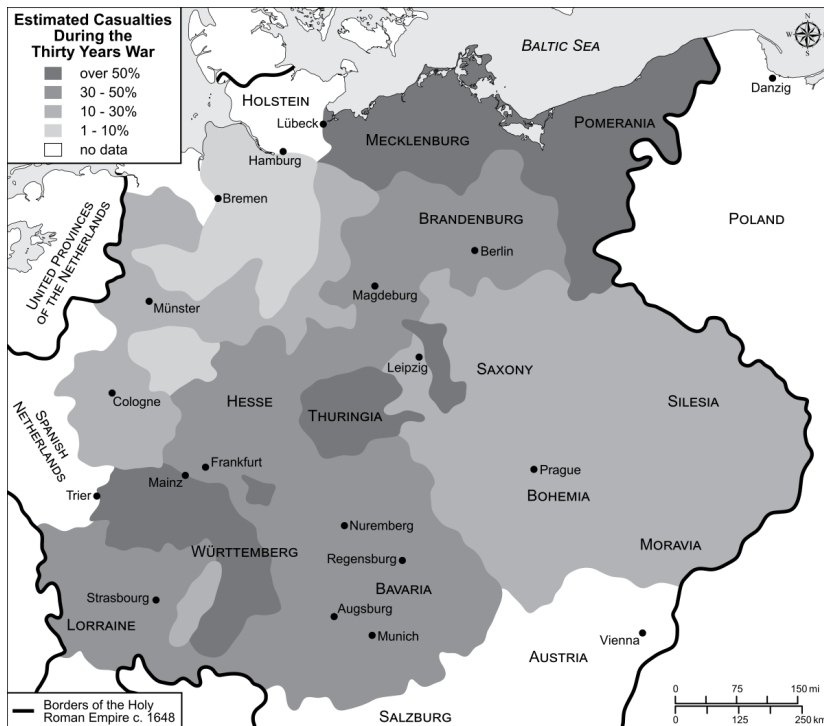 Estimated Casualties
During the
Thirty Years War
over 50%
30 - 50%
10 - 30%
1 - 10%
no data
BALTIC SEA
N
W
E
S
HOLSTEIN
Lübeck
Danzig
MECKLENBURG
POMERANIA
Hamburg
Bremen
UNITED PROVINCES
OF THE NETHERLANDS
BRANDENBURG
POLAND
Berlin
Magdeburg
Münster
Leipzig
SAXONY
Cologne
HESSE
THURINGIA
SILESIA
SPANISH
NETHERLANDS
Frankfurt
Mainz
Prague
Trier
BOHEMIA
Nuremberg
WÜRTTEMBERG
MORAVIA
Regensburg
BAVARIA
Strasbourg
Augsburg
LORRAINE
Munich
Vienna
AUSTRIA
Borders of the Holy
Roman Empire c. 1648
SALZBURG
0 75 150 mi
0 125 250 km